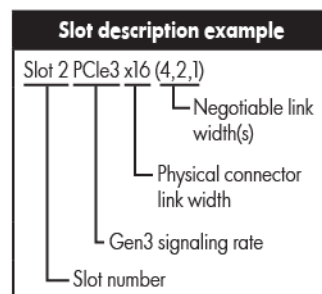 Slot description example
Slot 2 PCIe3 x16 (4,2,1)
Negotiable link
width(s)
Physical connector
link width
Gen3 signaling rate
Slot number